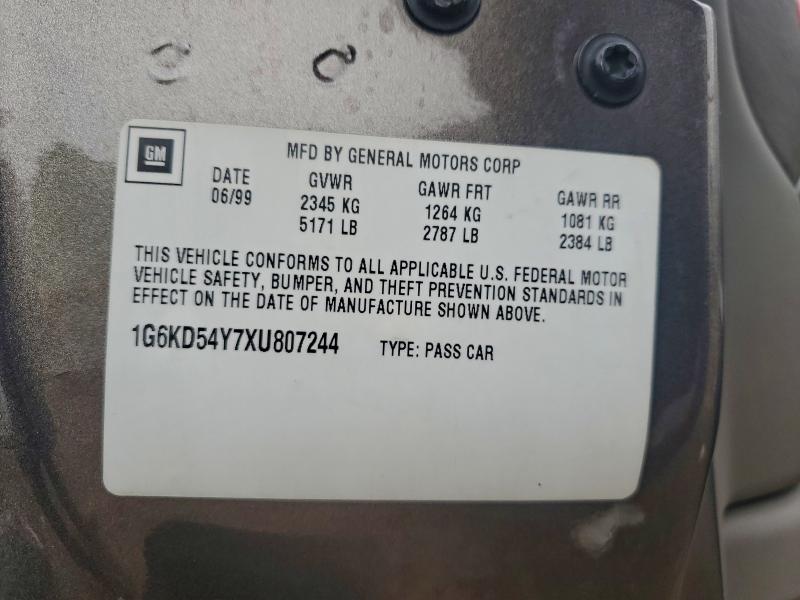 GM
MFD BY GENERAL MOTORS CORP
DATE GVWR GAWR FRT GAWR RR
06/99 2345 KG 1264 KG 1081 KG
5171 LB 2787 LB 2384 LB
THIS VEHICLE CONFORMS TO ALL APPLICABLE U.S. FEDERAL MOTOR
VEHICLE SAFETY, BUMPER, AND THEFT PREVENTION STANDARDS IN
EFFECT ON THE DATE OF MANUFACTURE SHOWN ABOVE.
1G6KD54Y7XU807244 TYPE: PASS CAR